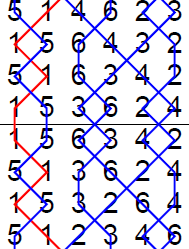 5 1 4 6 2 3
1 5 6 4 3 2
5 1 6 3 4 2
1 5 3 6 2 4
1 5 6 3 4 2
5 1 3 6 2 4
1 5 3 2 6 4
5 1 2 3 4 6